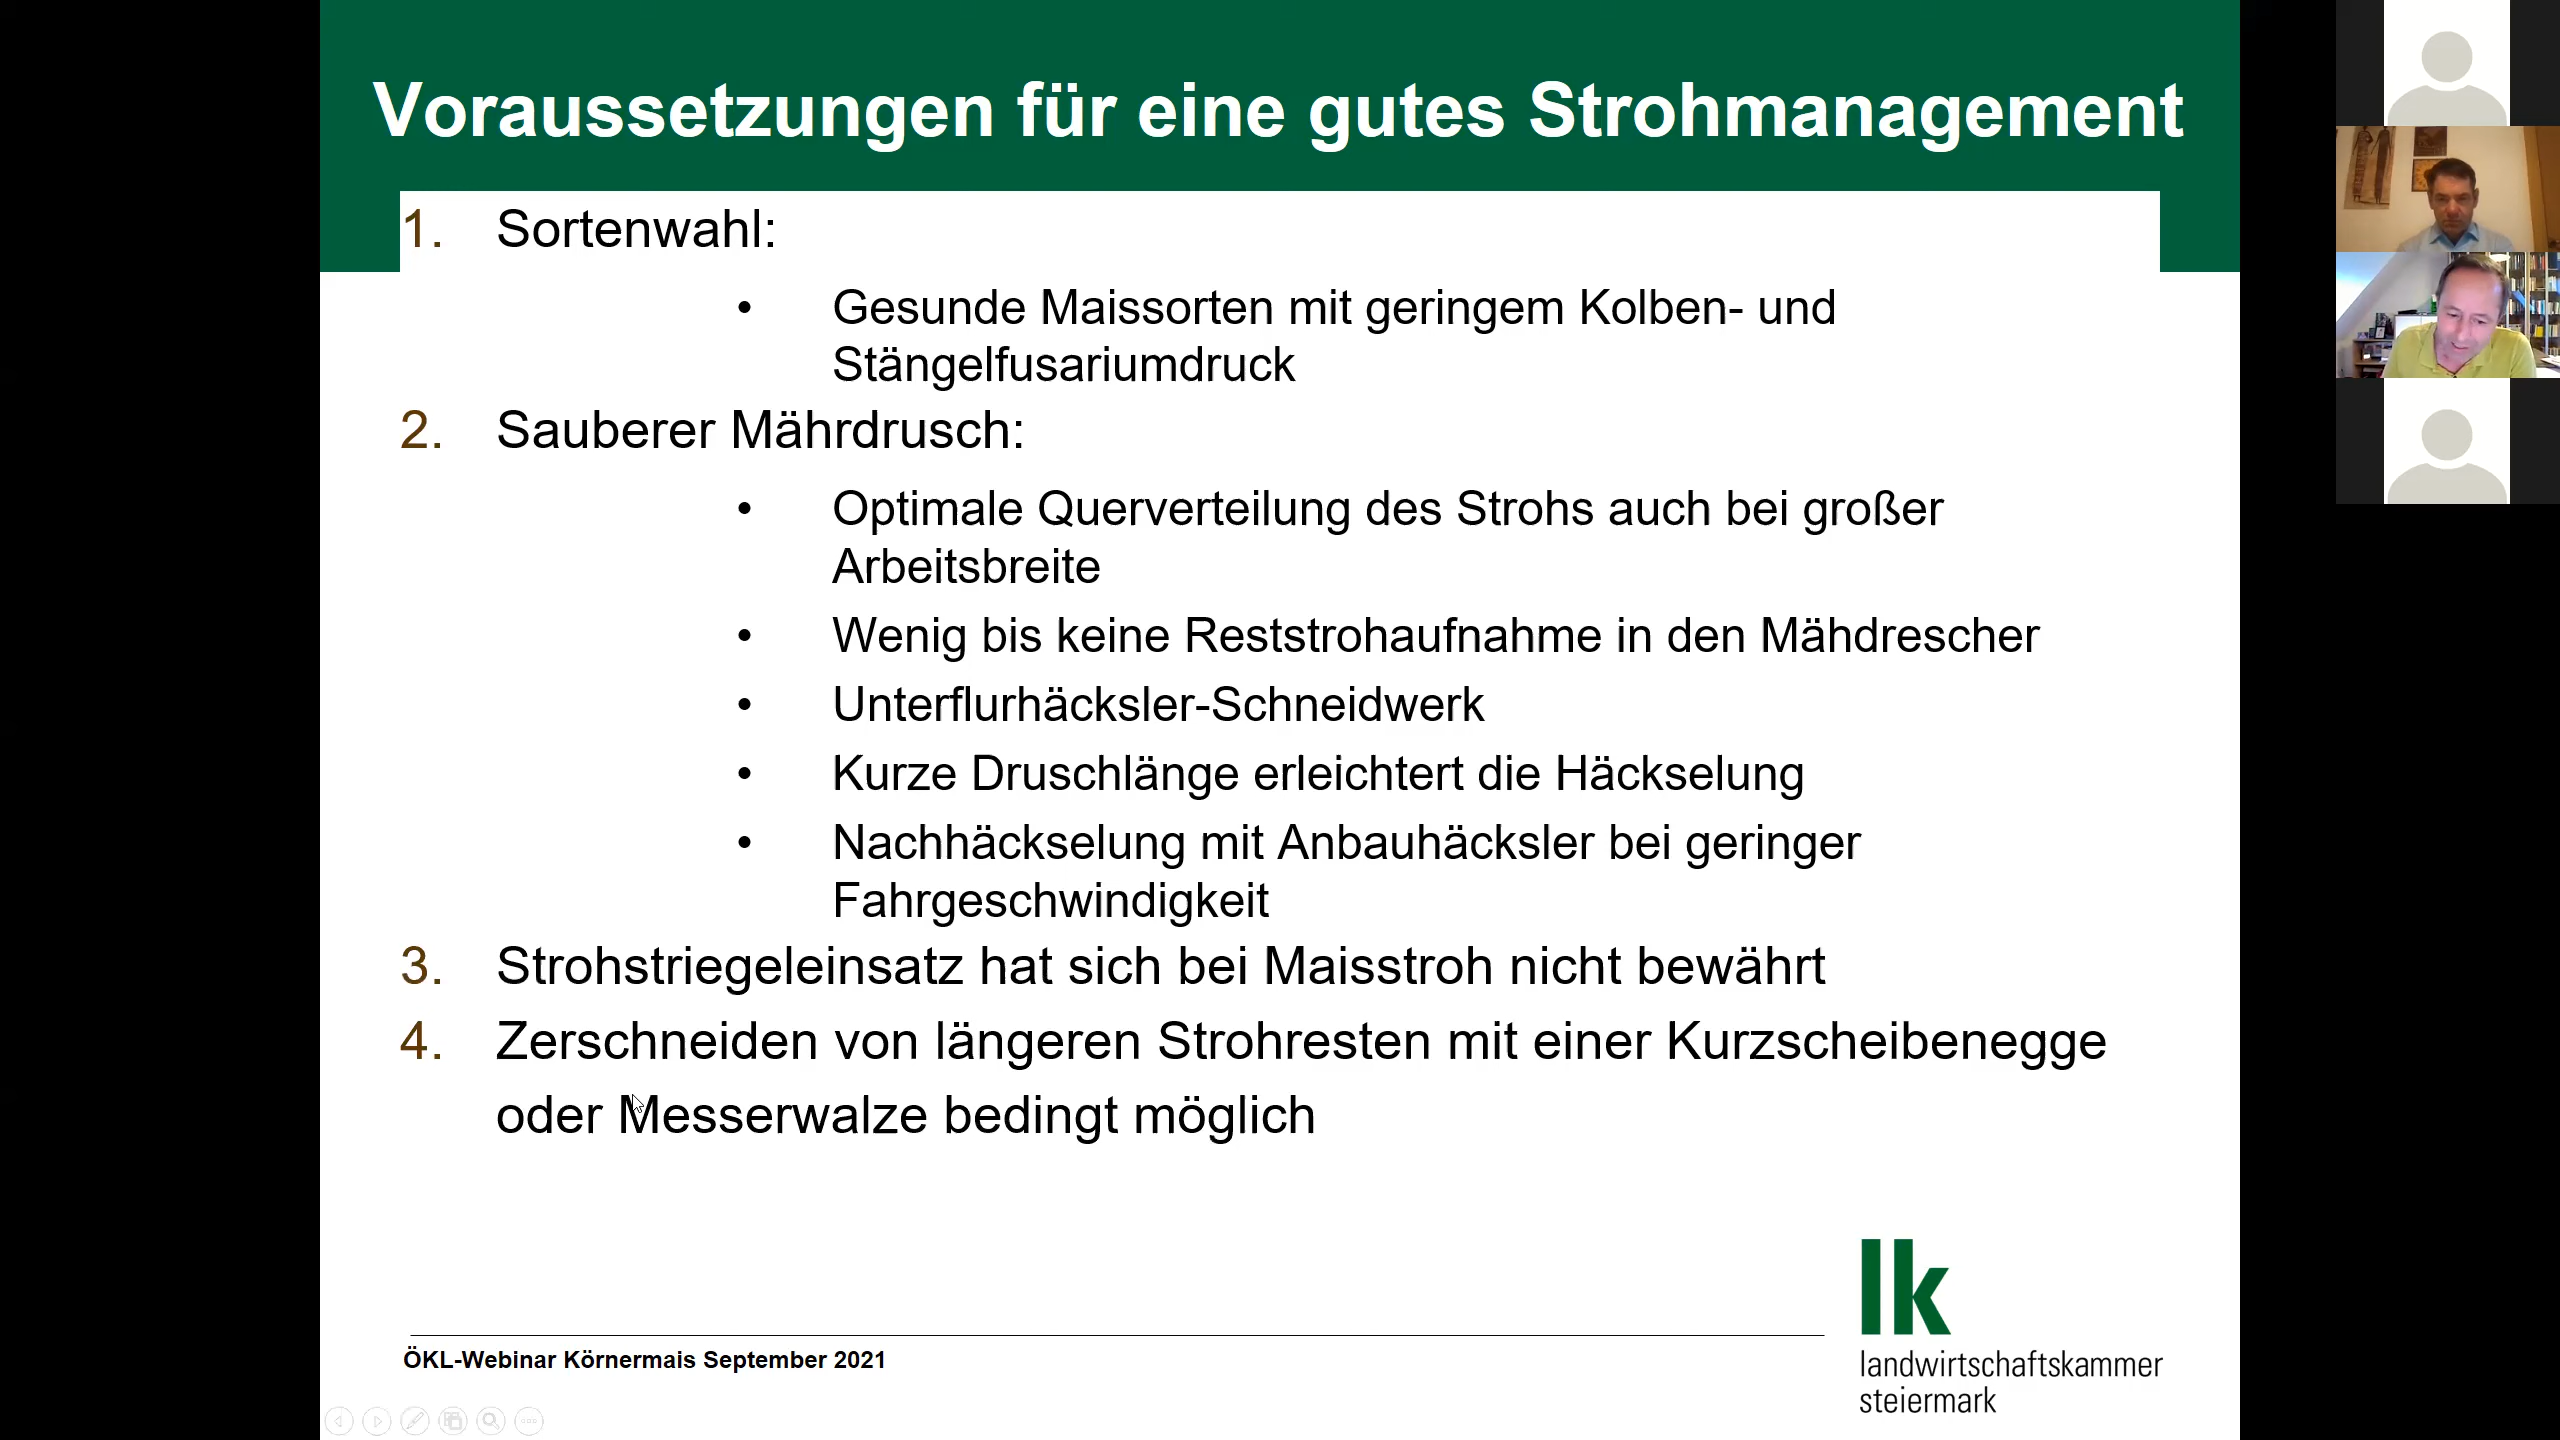 Voraussetzungen für eine gutes Strohmanagement
1. Sortenwahl:
• Gesunde Maissorten mit geringem Kolben- und
Stängelfusariumdruck
2. Sauberer Mährdrusch:
• Optimale Querverteilung des Strohs auch bei großer
Arbeitsbreite
• Wenig bis keine Reststrohaufnahme in den Mähdrescher
• Unterflurhäcksler-Schneidwerk
• Kurze Druschlänge erleichtert die Häckselung
• Nachhäckselung mit Anbauhäcksler bei geringer
Fahrgeschwindigkeit
3. Strohstriegeleinsatz hat sich bei Maisstroh nicht bewährt
4. Zerschneiden von längeren Strohresten mit einer Kurzscheibenegge
oder Messerwalze bedingt möglich
ÖKL-Webinar Körnermais September 2021
lk
landwirtschaftskammer
steiermark